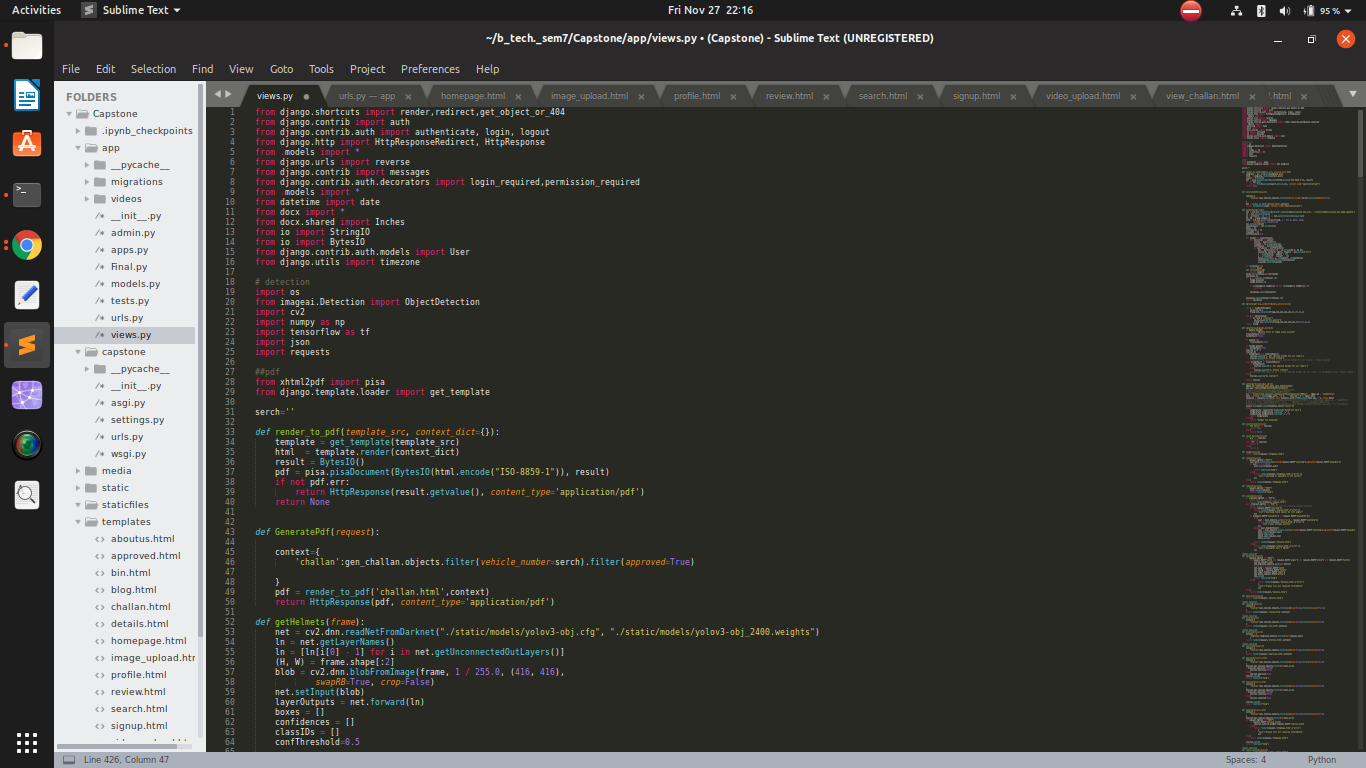 Activities Sublime Text Fri Nov 27 22:16 95 %
~/b_tech._sem7/Capstone/app/views.py • (Capstone) - Sublime Text (UNREGISTERED)
File Edit Selection Find View Goto Tools Project Preferences Help
FOLDERS
Capstone
.ipynb_checkpoints
app
__pycache__
migrations
videos
__init__.py
admin.py
apps.py
Final.py
models.py
tests.py
urls.py
views.py
capstone
__pycache__
__init__.py
asgi.py
settings.py
urls.py
wsgi.py
media
static
staticfiles
templates
aboutus.html
approved.html
bin.html
blog.html
challan.html
details.html
homepage.html
image_upload.htr
profile.html
review.html
search.html
signup.html
views.py urls.py — app homepage.html image_upload.html profile.html review.html search.html signup.html video_upload.html view_challan.html '.html
1 from django.shortcuts import render,redirect,get_object_or_404
2 from django.contrib import auth
3 from django.contrib.auth import authenticate, login, logout
4 from django.http import HttpResponseRedirect, HttpResponse
5 from .models import *
6 from django.urls import reverse
7 from django.contrib import messages
8 from django.contrib.auth.decorators import login_required,permission_required
9 from .models import *
10 from datetime import date
11 from docx import *
12 from docx.shared import Inches
13 from io import StringIO
14 from io import BytesIO
15 from django.contrib.auth.models import User
16 from django.utils import timezone
17
18 # detection
19 import os
20 from imageai.Detection import ObjectDetection
21 import cv2
22 import numpy as np
23 import tensorflow as tf
24 import json
25 import requests
26
27 ##pdf
28 from xhtml2pdf import pisa
29 from django.template.loader import get_template
30
31 serch=''
32
33 def render_to_pdf(template_src, context_dict={}):
34 template = get_template(template_src)
35 html = template.render(context_dict)
36 result = BytesIO()
37 pdf = pisa.pisaDocument(BytesIO(html.encode("ISO-8859-1")), result)
38 if not pdf.err:
39 return HttpResponse(result.getvalue(), content_type='application/pdf')
40 return None
41
42
43 def GeneratePdf(request):
44
45 context={
46 'challan':gen_challan.objects.filter(vehicle_number=serch).filter(approved=True)
47
48 }
49 pdf = render_to_pdf('challan.html',context)
50 return HttpResponse(pdf, content_type='application/pdf')
51
52 def getHelmets(frame):
53 net = cv2.dnn.readNetFromDarknet("./static/models/yolov3-obj.cfg", "./static/models/yolov3-obj_2400.weights")
54 ln = net.getLayerNames()
55 ln = [ln[i[0] - 1] for i in net.getUnconnectedOutLayers()]
56 (H, W) = frame.shape[:2]
57 blob = cv2.dnn.blobFromImage(frame, 1 / 255.0, (416, 416),
58 swapRB=True, crop=False)
59 net.setInput(blob)
60 layerOutputs = net.forward(ln)
61 boxes = []
62 confidences = []
63 classIDs = []
64 confThreshold=0.5
Line 426, Column 47 Spaces: 4 Python